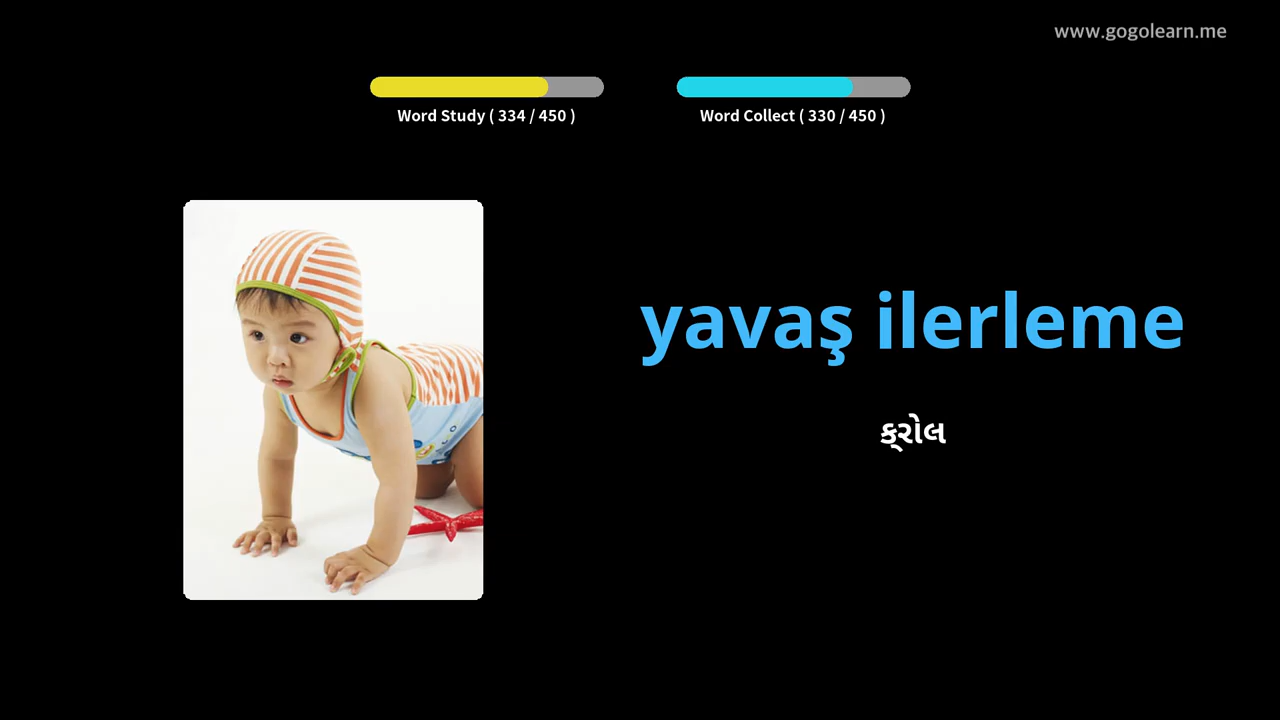 www.gogolearn.me
Word Study ( 334 / 450 )
Word Collect ( 330 / 450 )
yavaş ilerleme
ક્રોલ